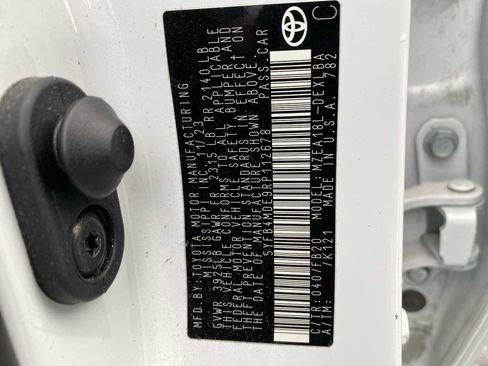 MFD. BY: TOYOTA MOTOR MANUFACTURING
MISSISSIPPI INC. 11/23
GVWR 3925LB GAWR FR 2315LB RR 2140LB
THIS VEHICLE CONFORMS TO ALL APPLICABLE
FEDERAL MOTOR VEHICLE SAFETY, BUMPER AND
THEFT PREVENTION
STANDARDS IN EFFECT ON
THE DATE OF MANUFACTURE SHOWN ABOVE.
PASS.CAR
C/TR: 040/FB20
A/TM: /K121
MZEA18L-DEXLBA
MADE IN U.S.A. 782
C